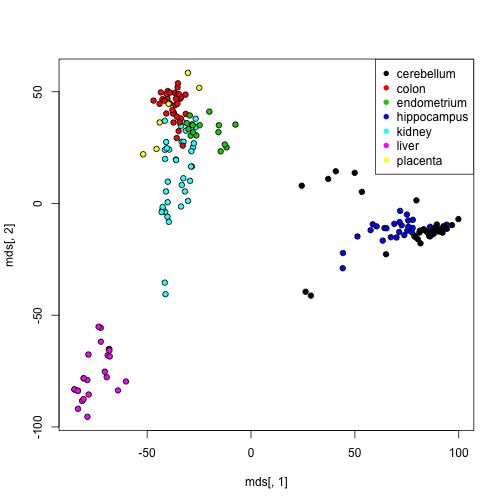 cerebellum
colon
endometrium
hippocampus
kidney
liver
placenta
50
0
-50
-100
mds[, 2]
-50
0
50
100
mds[, 1]